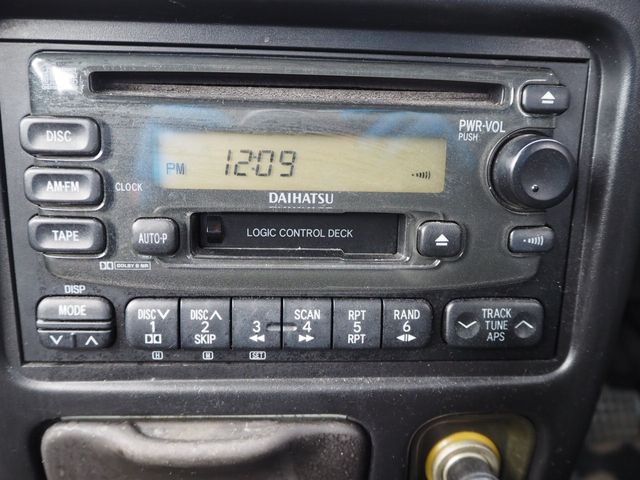 DISC
PWR-VOL
PUSH
PM 12:09
AM-FM
CLOCK
DAIHATSU
TAPE
AUTO-P
LOGIC CONTROL DECK
DOLBY B NR
DISP
MODE
DISC 1
DISC 2 SKIP
3
SCAN 4
RPT 5 RPT
RAND 6
TRACK
TUNE
APS
H
M
SET